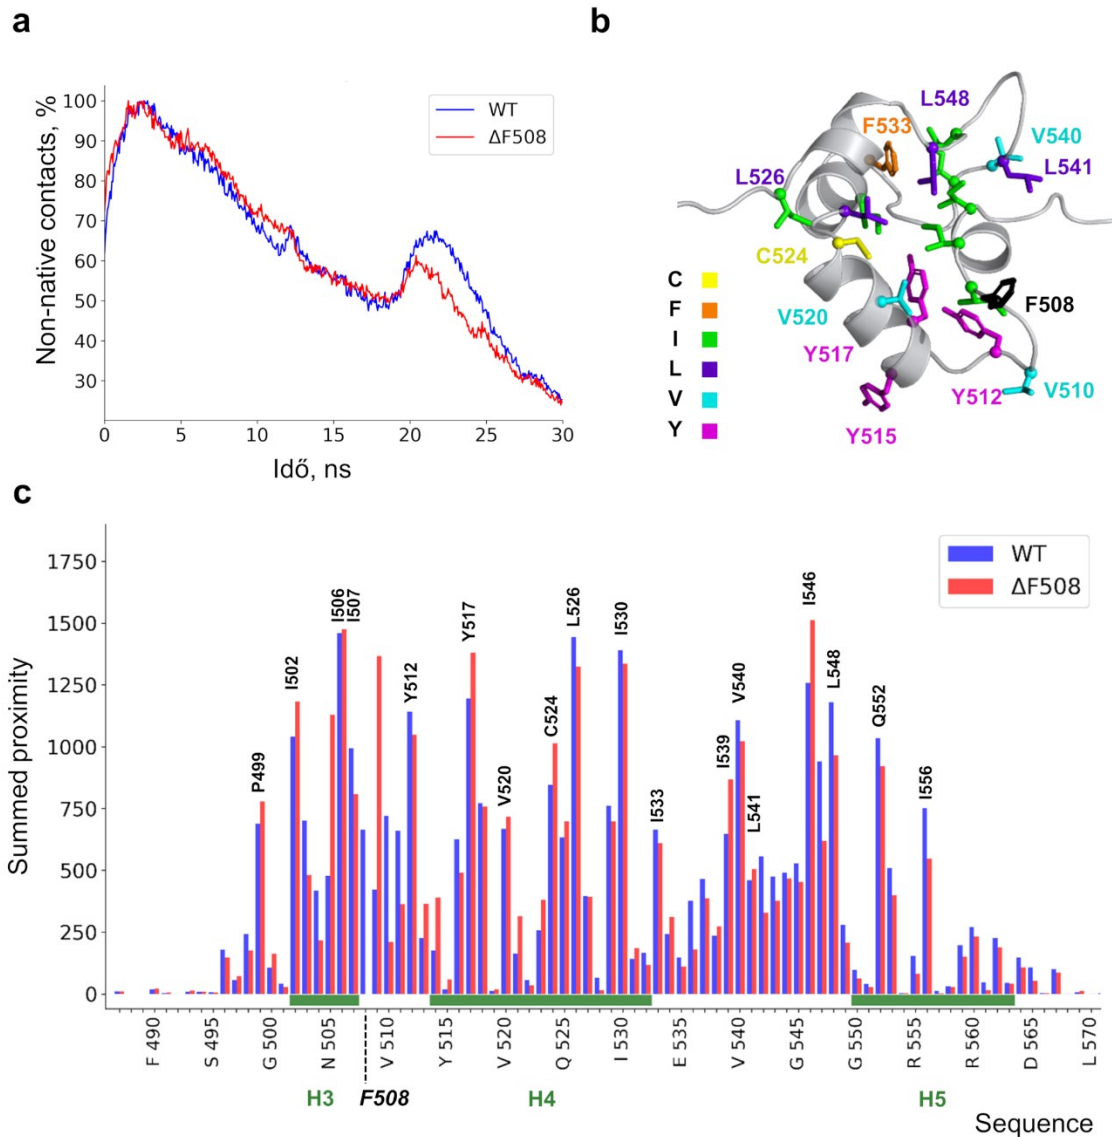 a
Non-native contacts, %
100
90
80
70
60
50
40
30
0 5 10 15 20 25 30
Idő, ns
WT
ΔF508
b
L548
F533
V540
L541
L526
C524
F508
V520
Y517
Y512
V510
Y515
C
F
I
L
V
Y
c
Summed proximity
1750
1500
1250
1000
750
500
250
0
WT
ΔF508
P499
I502
I506
I507
Y512
Y517
V520
C524
L526
I530
I533
I539
V540
L541
I546
L548
Q552
I556
F 490
S 495
G 500
N 505
V 510
Y 515
V 520
Q 525
I 530
E 535
V 540
G 545
G 550
R 555
R 560
D 565
L 570
H3 F508 H4 H5
Sequence